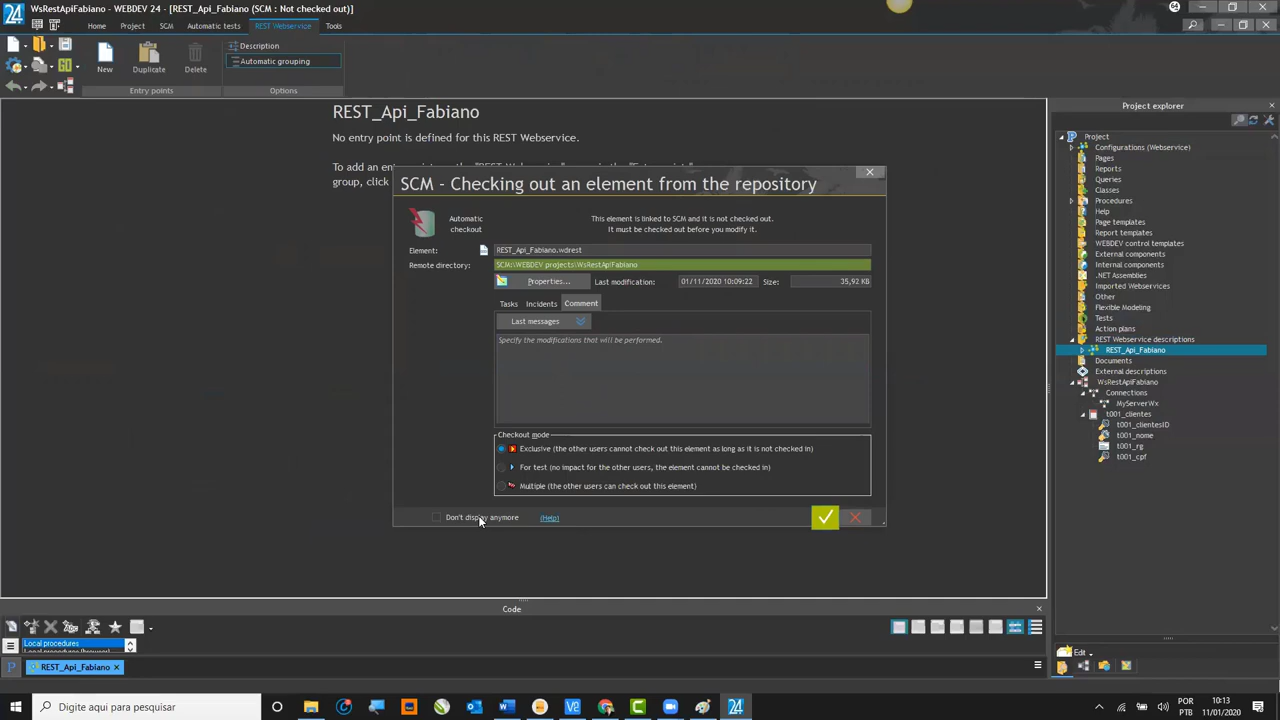 WsRestApiFabiano - WEBDEV 24 - [REST_Api_Fabiano (SCM : Not checked out)]
24
Home Project SCM Automatic tests REST Webservice Tools
New Duplicate Delete
Description
Automatic grouping
Entry points
Options
GO
REST_Api_Fabiano
No entry point is defined for this REST Webservice.
group, click
SCM - Checking out an element from the repository
Automatic
checkout
This element is linked to SCM and it is not checked out.
It must be checked out before you modify it.
Element: REST_Api_Fabiano.wdrest
Remote directory: SCM:\WEBDEV projects\WsRestApiFabiano
Properties... Last modification: 01/11/2020 10:09:22 Size: 35,92 KB
Tasks Incidents Comment
Last messages
Specify the modifications that will be performed.
Checkout mode
Exclusive (the other users cannot check out this element as long as it is not checked in)
For test (no impact for the other users, the element cannot be checked in)
Multiple (the other users can check out this element)
Don't display anymore (Help)
Project explorer
Project
Configurations (Webservice)
Pages
Reports
Queries
Classes
Procedures
Help
Page templates
Report templates
WEBDEV control templates
External components
Internal components
.NET Assemblies
Imported Webservices
Other
Flexible Modeling
Tests
Action plans
REST Webservice descriptions
REST_Api_Fabiano
Documents
External descriptions
WsRestApiFabiano
Connections
MyServerWx
t001_clientes
t001_clientesID
t001_nome
t001_rg
t001_cpf
Edit
Code
Local procedures
Local procedures (browser)
REST_Api_Fabiano
Digite aqui para pesquisar
POR
PTB
10:13
11/01/2020